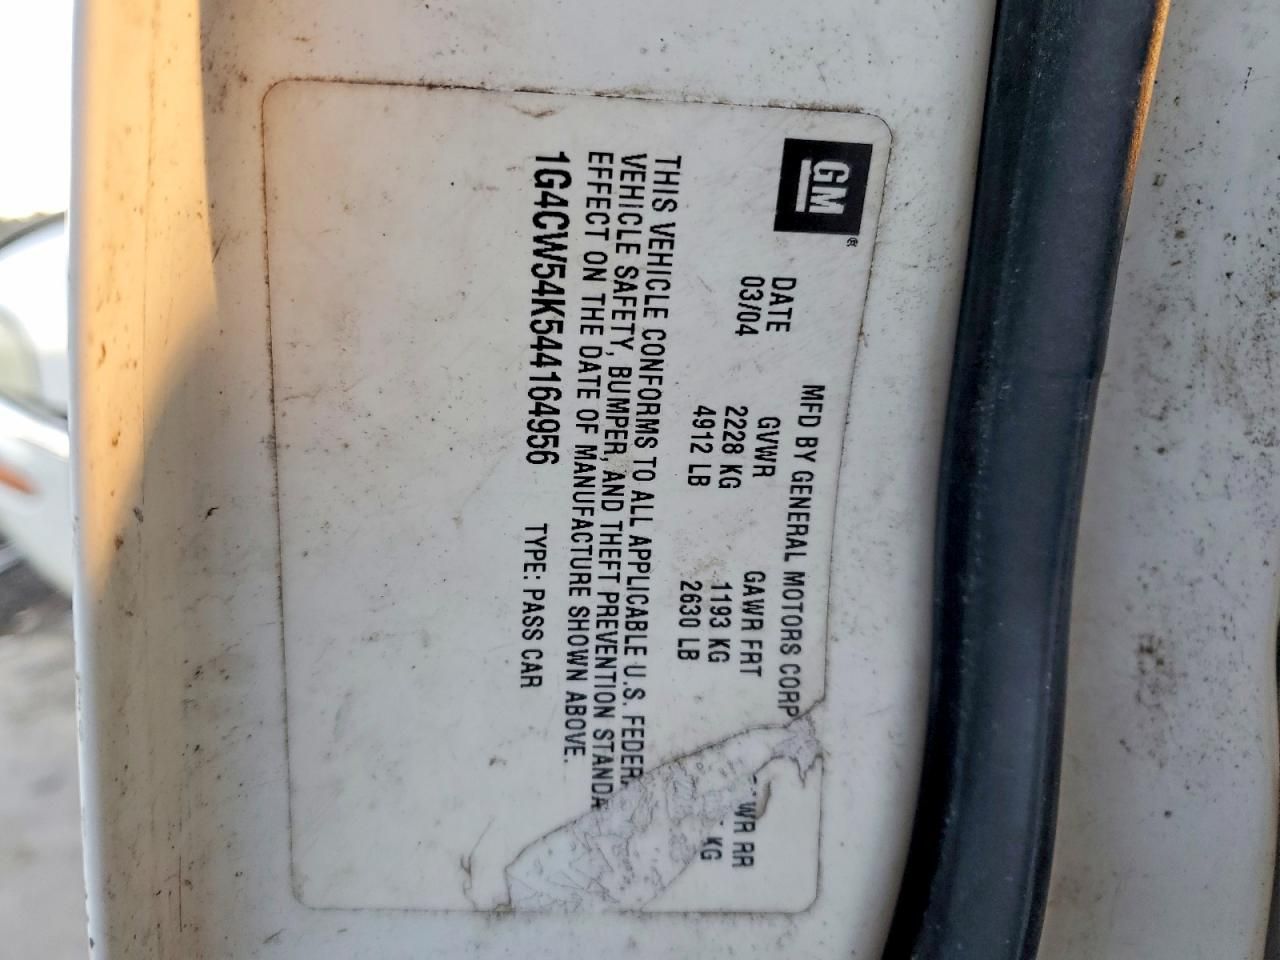 GM®
MFD BY GENERAL MOTORS CORP
DATE GVWR GAWR FRT WR RR
03/04 2228 KG 1193 KG KG
4912 LB 2630 LB
THIS VEHICLE CONFORMS TO ALL APPLICABLE U.S. FEDER
VEHICLE SAFETY, BUMPER, AND THEFT PREVENTION STANDA
EFFECT ON THE DATE OF MANUFACTURE SHOWN ABOVE.
1G4CW54K544164956 TYPE: PASS CAR